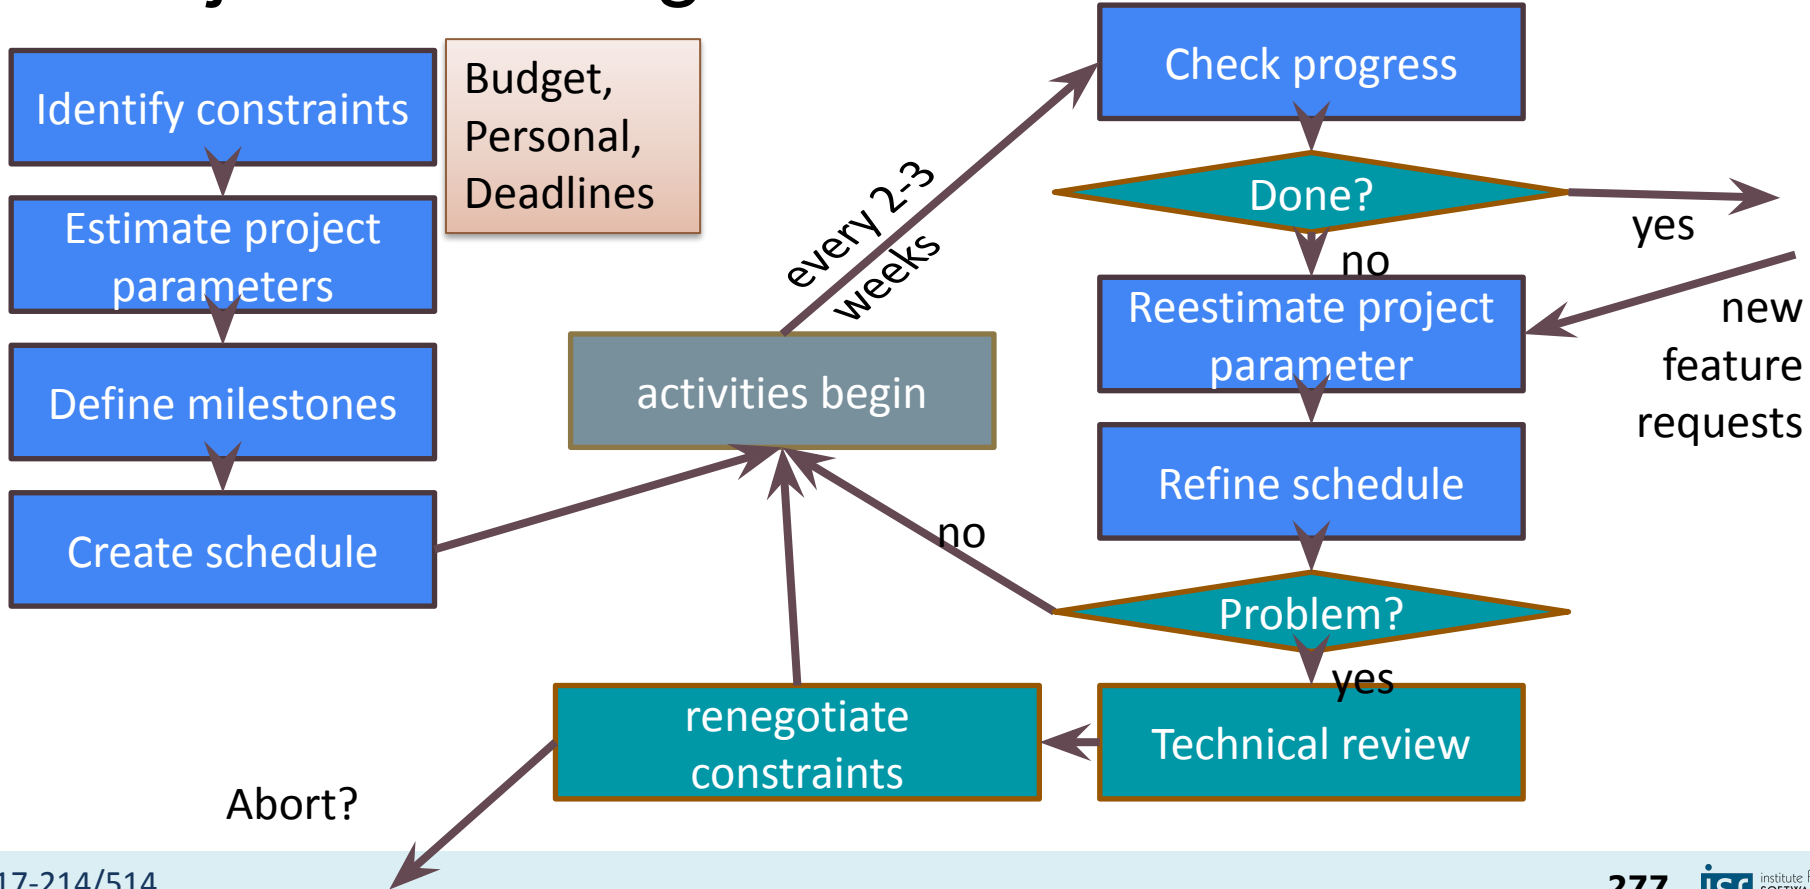 Identify constraints
Budget,
Personal,
Deadlines
Estimate project
parameters
Define milestones
Create schedule
activities begin
every 2-3
weeks
Check progress
Done?
yes
no
Reestimate project
parameter
new
feature
requests
Refine schedule
Problem?
no
yes
Technical review
renegotiate
constraints
Abort?
17-214/514
277
isr
institute f